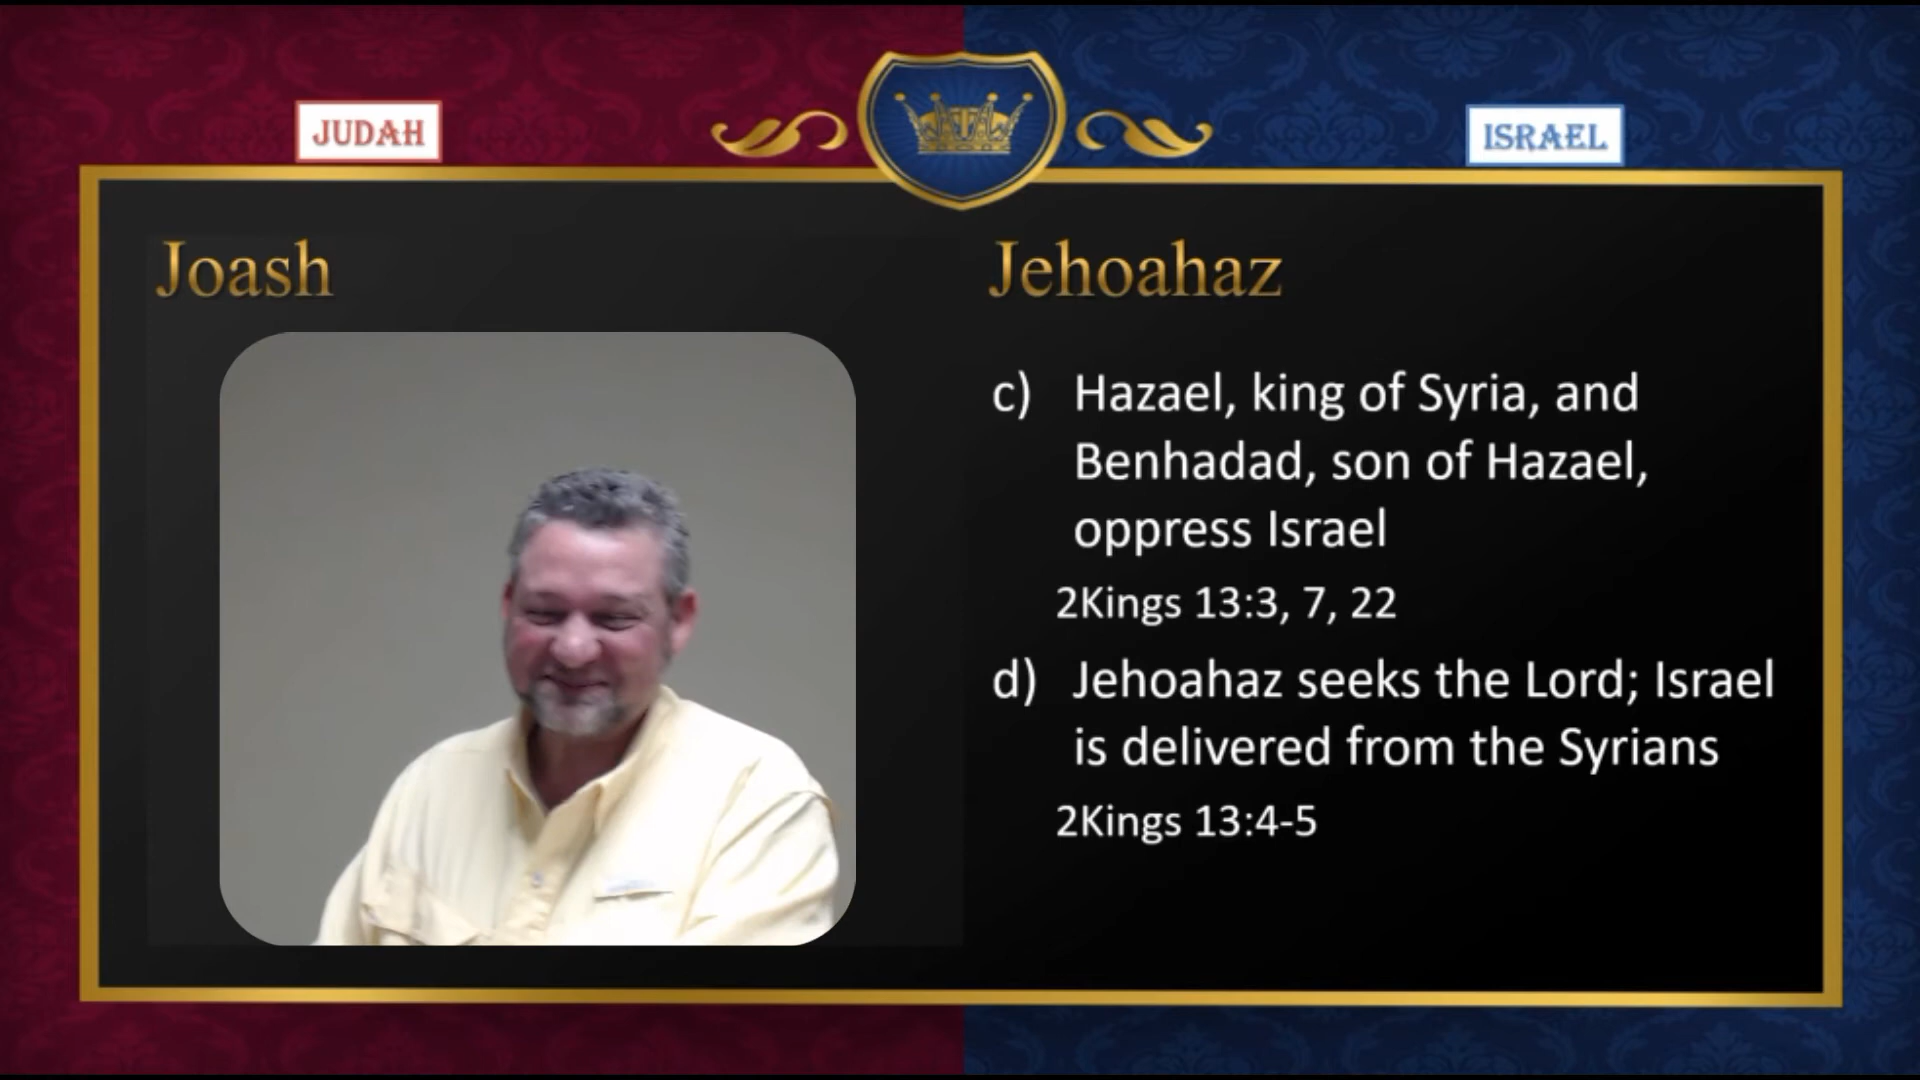 JUDAH
ISRAEL
Joash
Jehoahaz
c) Hazael, king of Syria, and
Benhadad, son of Hazael,
oppress Israel
2Kings 13:3, 7, 22
d) Jehoahaz seeks the Lord; Israel
is delivered from the Syrians
2Kings 13:4-5